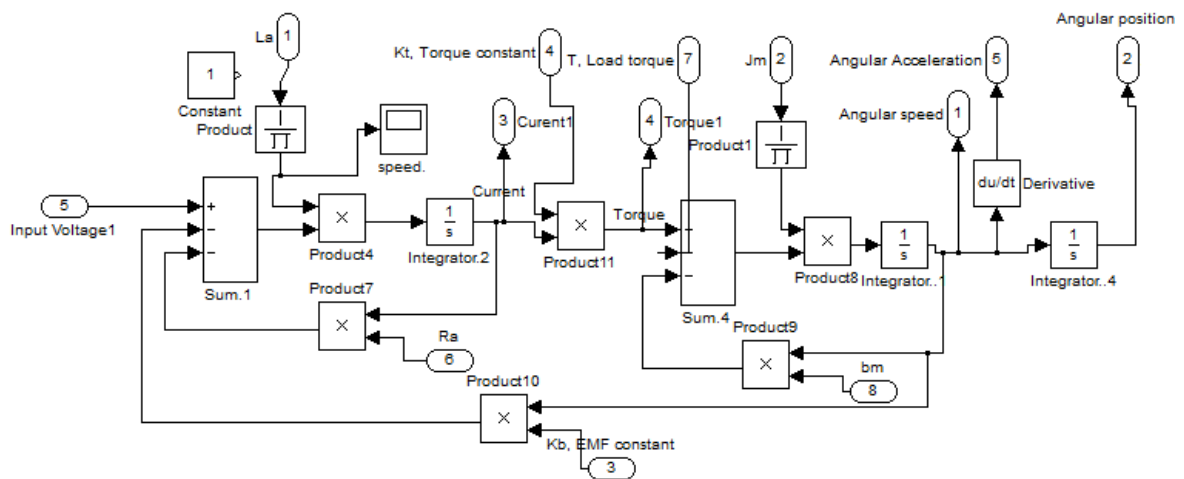 Angular position
La
1
Kt, Torque constant
4
T, Load torque
7
Jm
2
Angular Acceleration
5
2
1
Constant
Product
speed.
3
Curent1
4
Torque1
Product1
Angular speed
1
du/dt
Derivative
5
Input Voltage1
+
−
−
Sum.1
×
Product4
1
s
Integrator.2
Current
×
Product11
Torque
−
−
−
Sum.4
×
Product8
1
s
Integrator..1
1
s
Integrator..4
Product7
×
Ra
6
Product9
×
bm
8
Product10
×
Kb, EMF constant
3